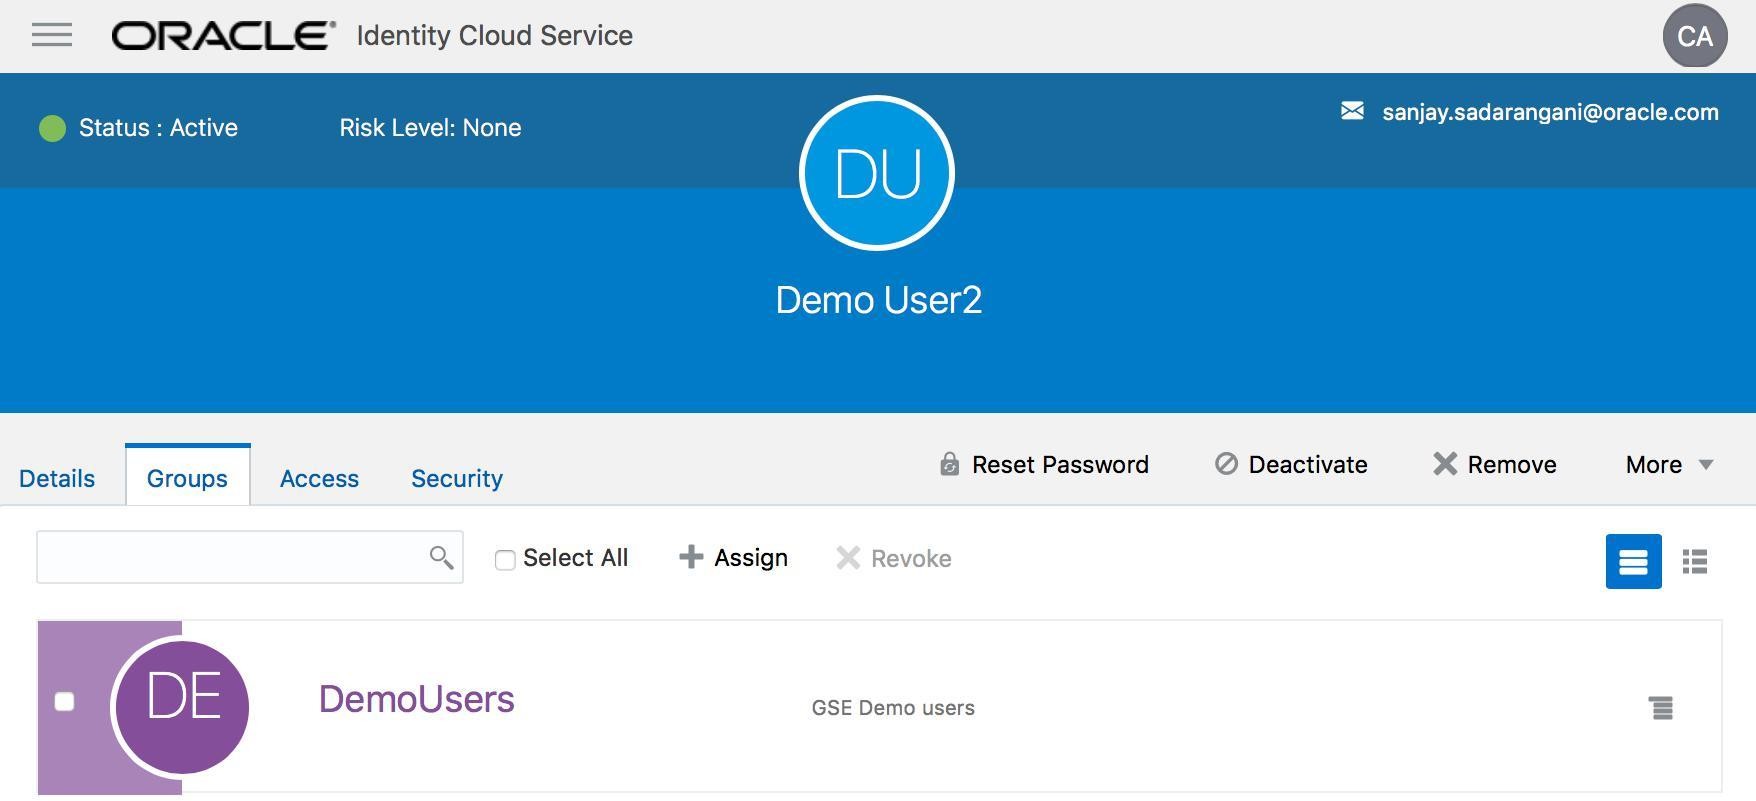 ORACLE® Identity Cloud Service
CA
Status : Active
Risk Level: None
sanjay.sadarangani@oracle.com
DU
Demo User2
Details
Groups
Access
Security
Reset Password
Deactivate
Remove
More
Select All
Assign
Revoke
DE
DemoUsers
GSE Demo users